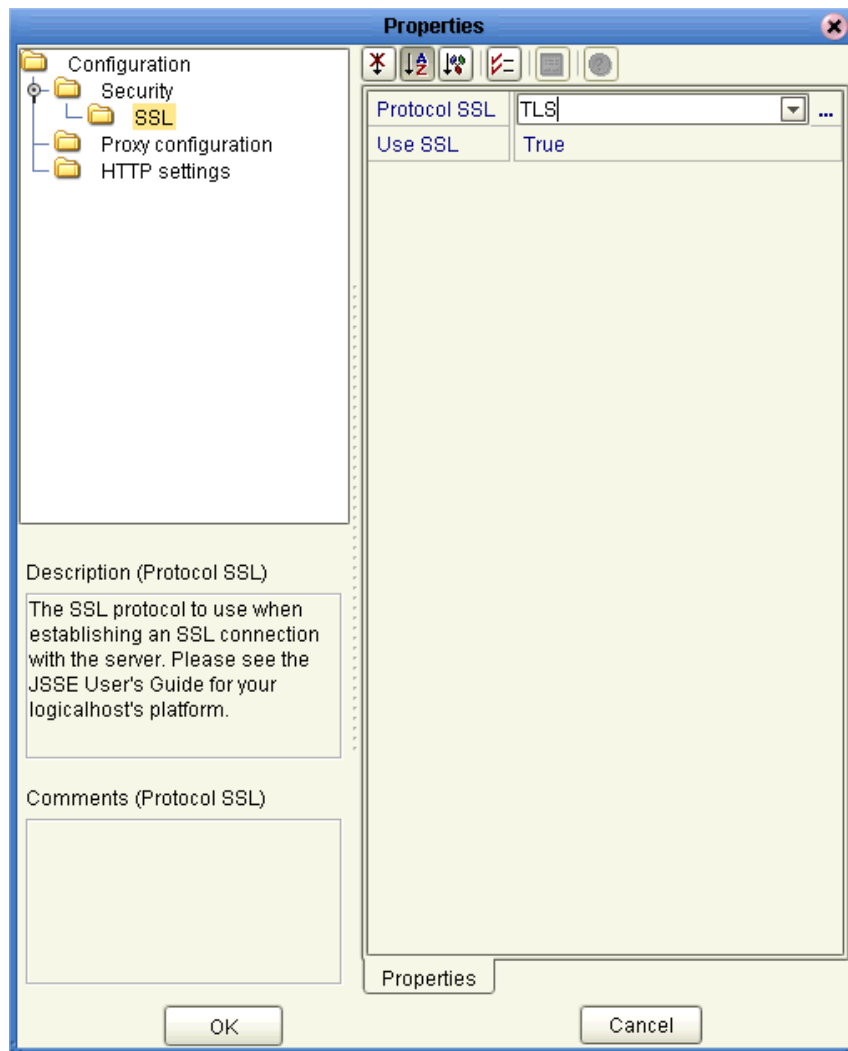 Properties
Configuration
Security
SSL
Proxy configuration
HTTP settings
Protocol SSL TLS ...
Use SSL True
Description (Protocol SSL)
The SSL protocol to use when
establishing an SSL connection
with the server. Please see the
JSSE User's Guide for your
logicalhost's platform.
Comments (Protocol SSL)
Properties
OK
Cancel